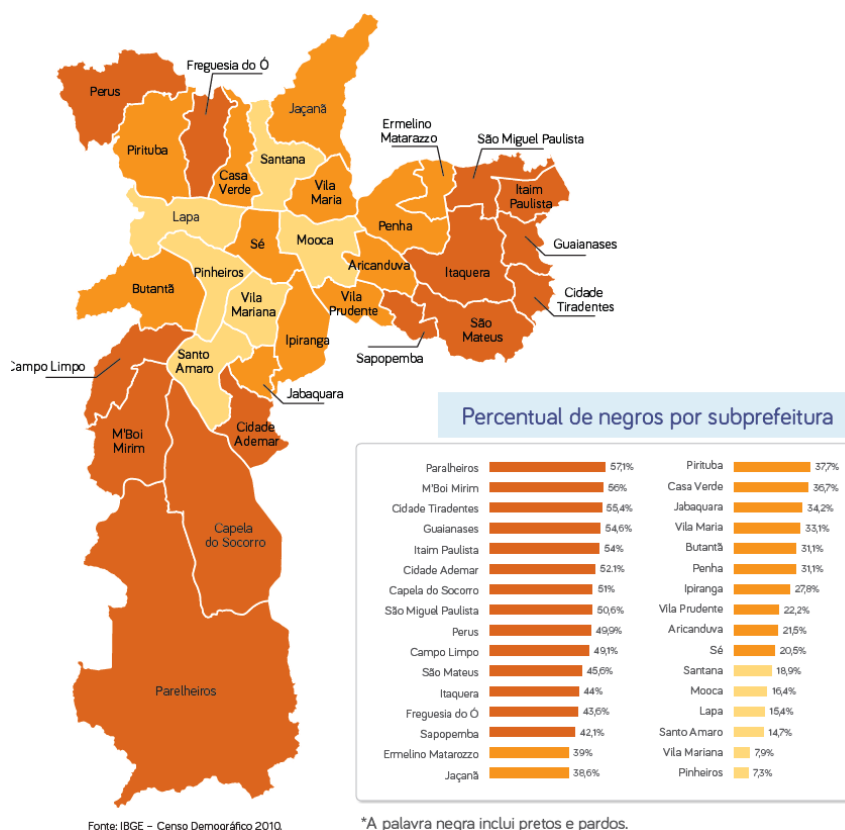 Freguesia do Ó
Perus
Jaçanã
Ermelino
Matarazzo
São Miguel Paulista
Pirituba
Santana
Casa
Verde
Vila
Maria
Itaim
Paulista
Lapa
Sé
Mooca
Penha
Guaianases
Pinheiros
Aricanduva
Itaquera
Butantã
Vila
Mariana
Vila
Prudente
Cidade
Tiradentes
Ipiranga
São
Mateus
Sapopemba
Santo
Amaro
Campo Limpo
Jabaquara
M'Boi
Mirim
Cidade
Ademar
Capela
do Socorro
Parelheiros
Percentual de negros por subprefeitura
Paralheiros 57,1%
M'Boi Mirim 56%
Cidade Tiradentes 55,4%
Guaianases 54,6%
Itaim Paulista 54%
Cidade Ademar 52.1%
Capela do Socorro 51%
São Miguel Paulista 50,6%
Perus 49,9%
Campo Limpo 49,1%
São Mateus 45,6%
Itaquera 44%
Freguesia do Ó 43,6%
Sapopemba 42,1%
Ermelino Matarozzo 39%
Jaçanã 38,6%
Pirituba 37,7%
Casa Verde 36,7%
Jabaquara 34,2%
Vila Maria 33,1%
Butantã 31,1%
Penha 31,1%
Ipiranga 27,8%
Vila Prudente 22,2%
Aricanduva 21,5%
Sé 20,5%
Santana 18,9%
Mooca 16,4%
Lapa 15,4%
Santo Amaro 14,7%
Vila Mariana 7,9%
Pinheiros 7,3%
Fonte: IBGE – Censo Demográfico 2010.
*A palavra negra inclui pretos e pardos.